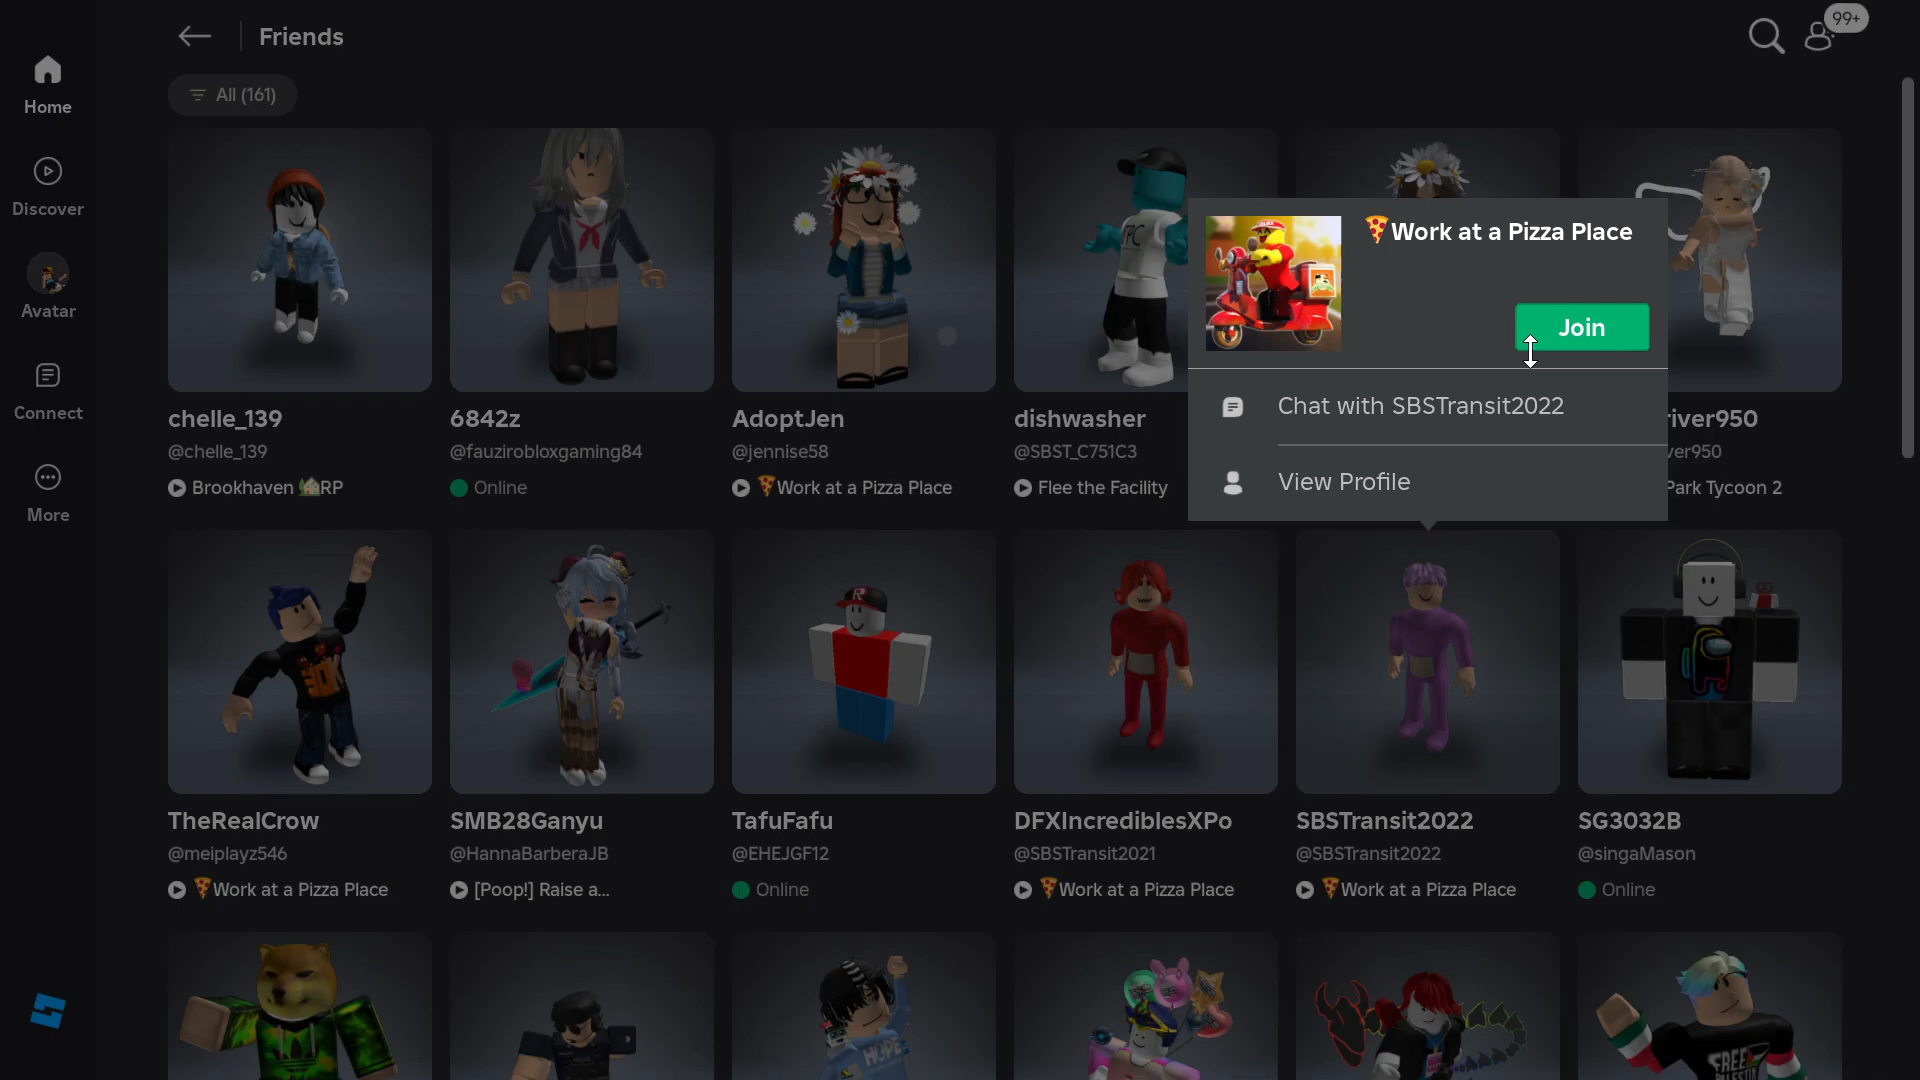 Friends
99+
All (161)
Home
Discover
Avatar
Connect
More
🍕Work at a Pizza Place
Join
Chat with SBSTransit2022
View Profile
chelle_139
@chelle_139
Brookhaven 🏡RP
6842z
@fauzirobloxgaming84
Online
AdoptJen
@jennise58
🍕Work at a Pizza Place
dishwasher
@SBST_C751C3
Flee the Facility
river950
ver950
Park Tycoon 2
TheRealCrow
@meiplayz546
🍕Work at a Pizza Place
SMB28Ganyu
@HannaBarberaJB
[Poop!] Raise a...
TafuFafu
@EHEJGF12
Online
DFXIncrediblesXPo
@SBSTransit2021
🍕Work at a Pizza Place
SBSTransit2022
@SBSTransit2022
🍕Work at a Pizza Place
SG3032B
@singaMason
Online
HOPE
FREE
PALESTIN